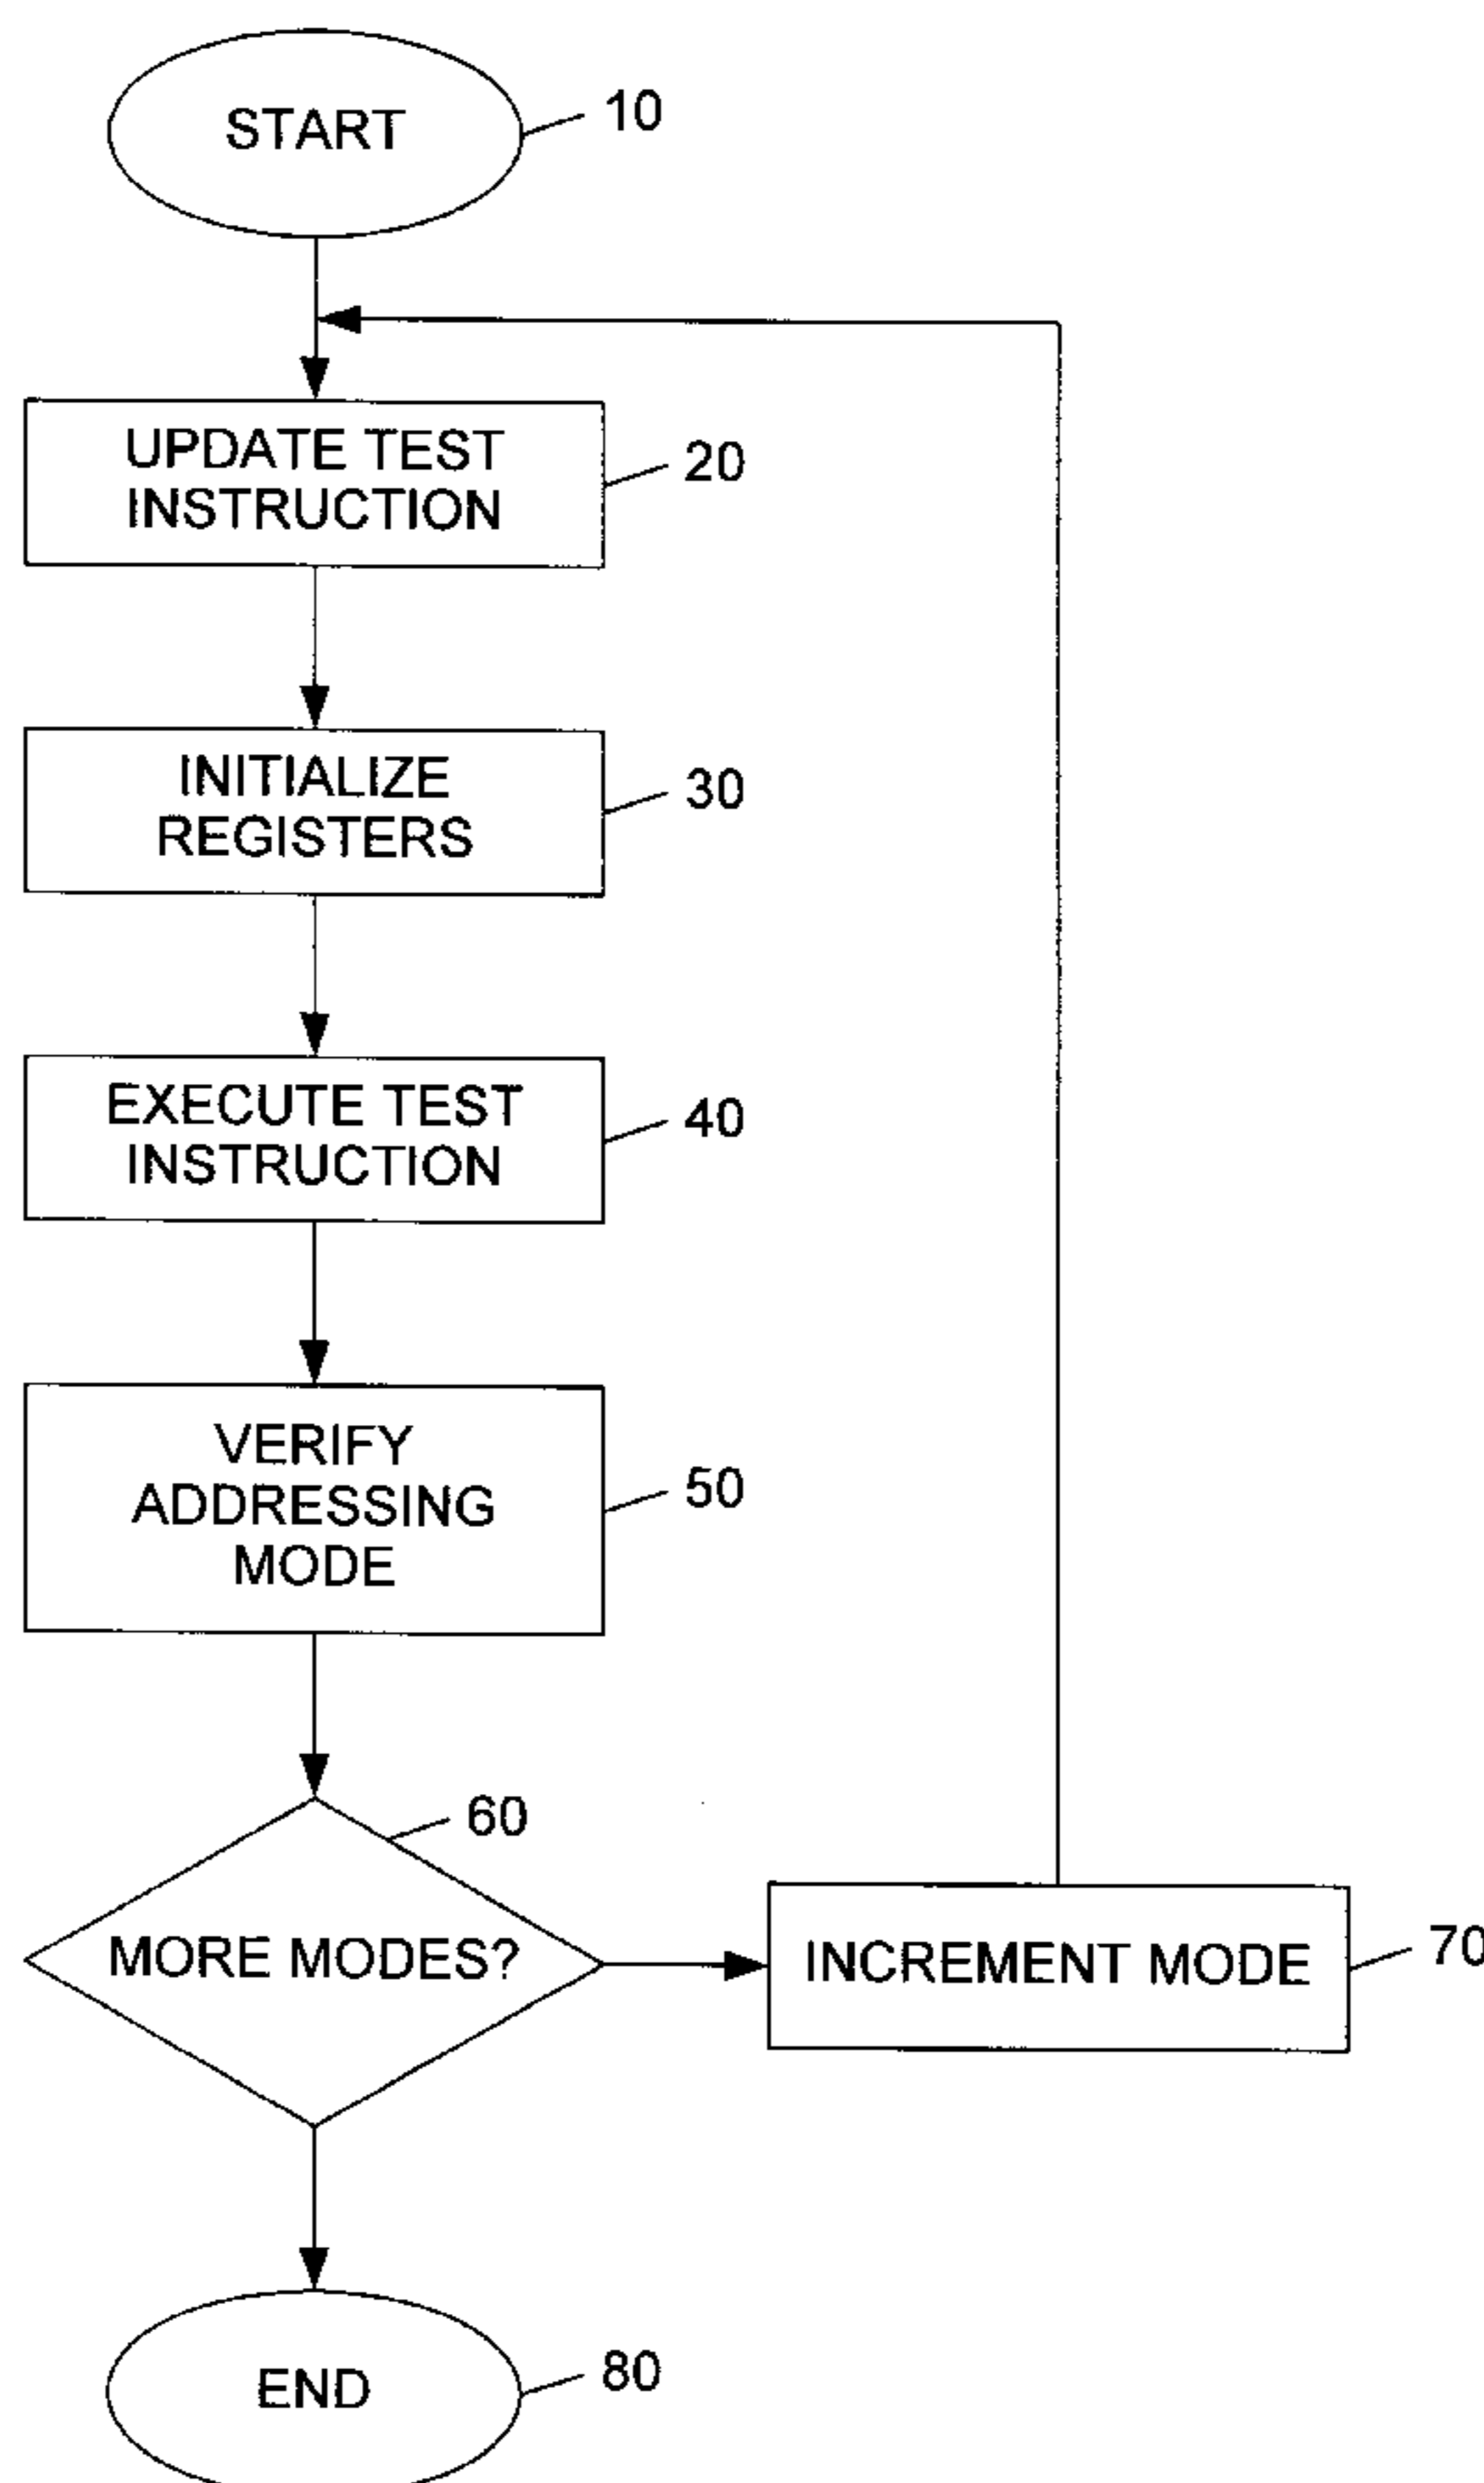 START
10
UPDATE TEST
INSTRUCTION
20
INITIALIZE
REGISTERS
30
EXECUTE TEST
INSTRUCTION
40
VERIFY
ADDRESSING
MODE
50
60
MORE MODES?
INCREMENT MODE
70
END
80